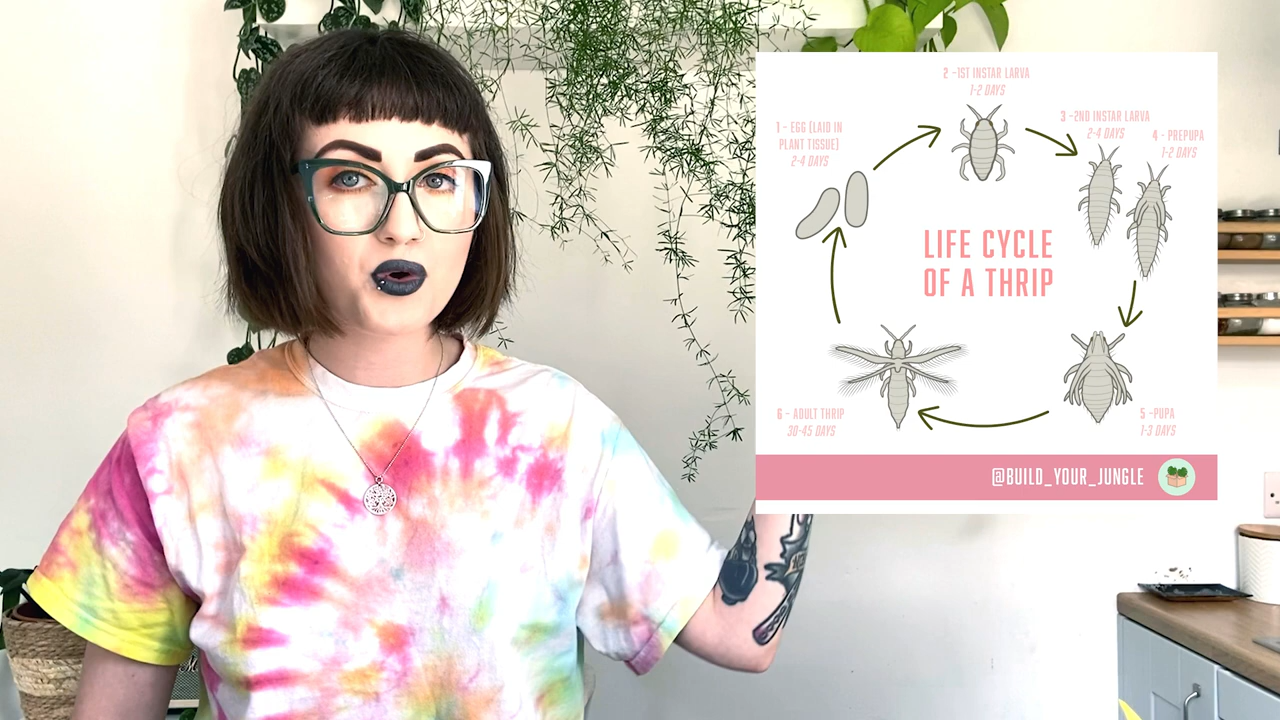 2 -1ST INSTAR LARVA
1-2 DAYS
1 - EGG (LAID IN
PLANT TISSUE)
2-4 DAYS
3 -2ND INSTAR LARVA
2-4 DAYS
4 - PREPUPA
1-2 DAYS
LIFE CYCLE
OF A THRIP
6 - ADULT THRIP
30-45 DAYS
5 -PUPA
1-3 DAYS
@BUILD_YOUR_JUNGLE